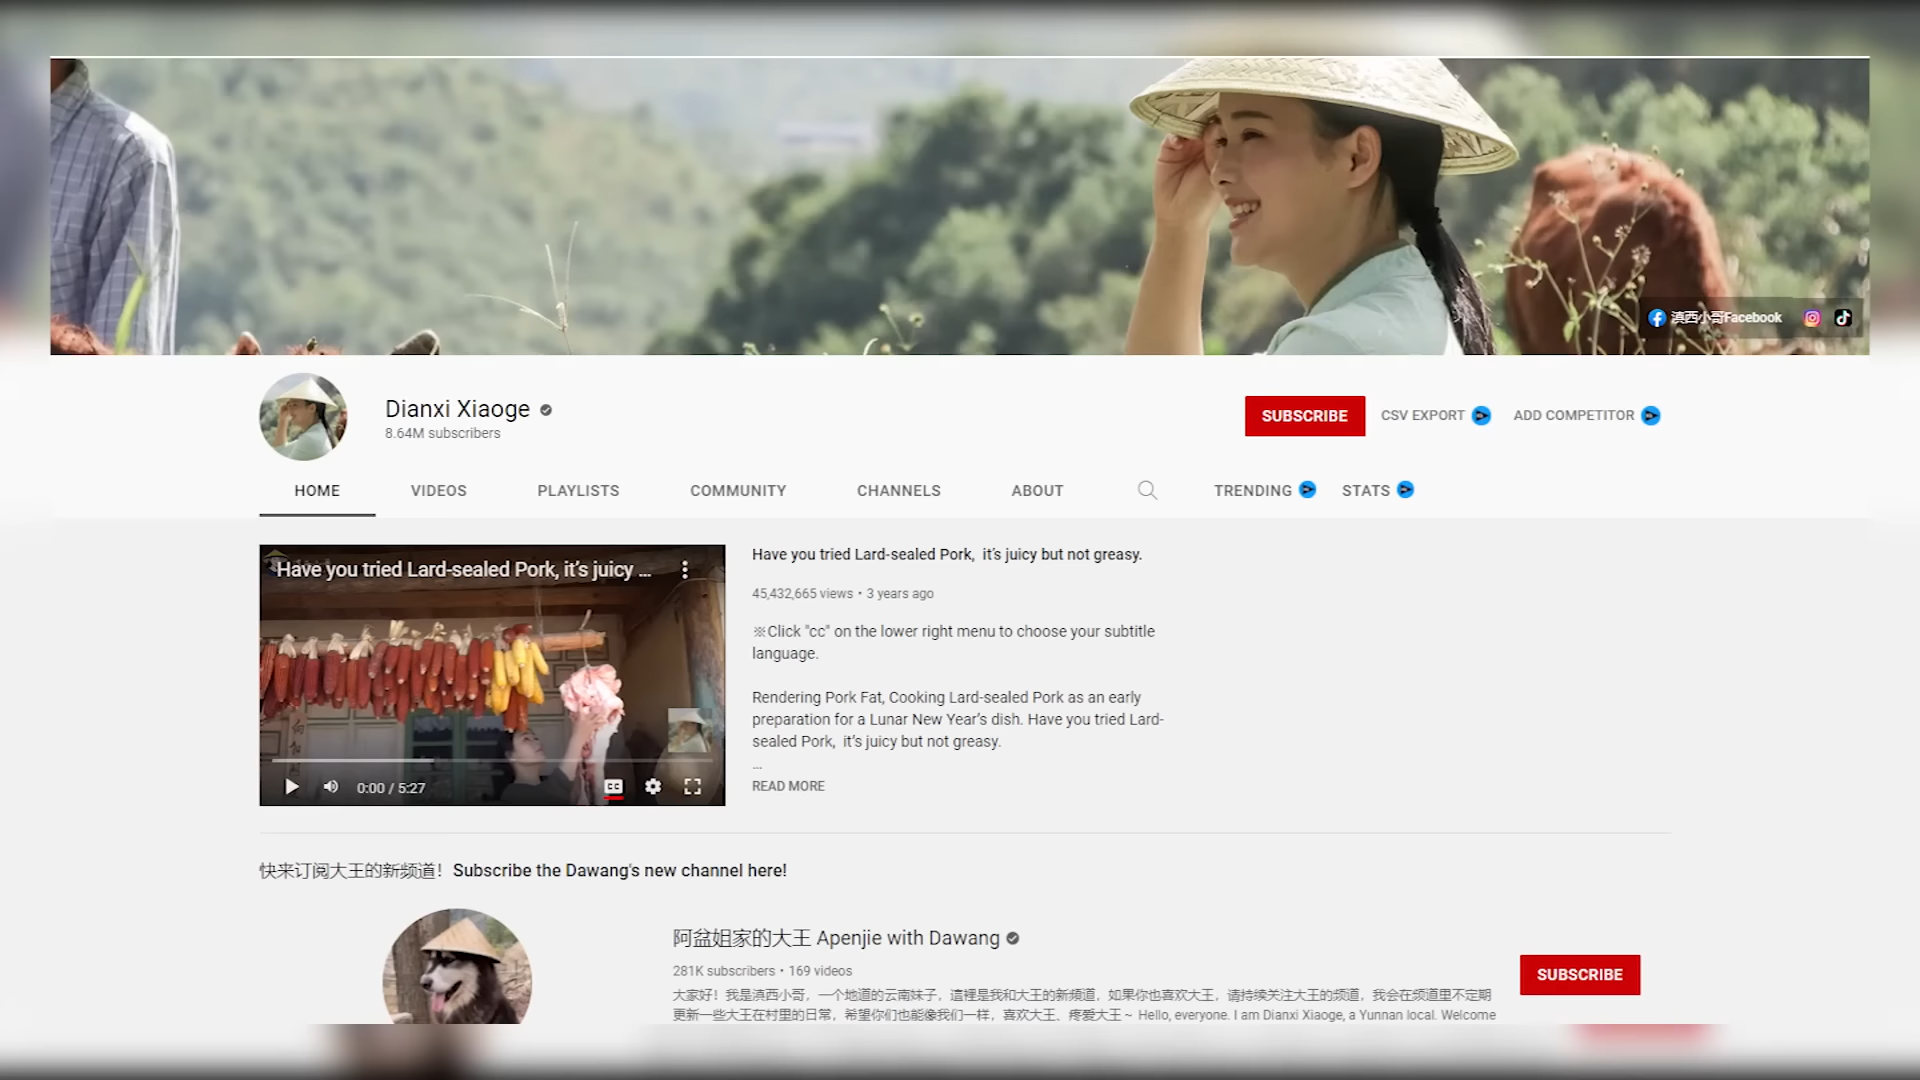 滇西小哥Facebook
Dianxi Xiaoge
8.64M subscribers
SUBSCRIBE
CSV EXPORT
ADD COMPETITOR
HOME
VIDEOS
PLAYLISTS
COMMUNITY
CHANNELS
ABOUT
TRENDING
STATS
Have you tried Lard-sealed Pork, it’s juicy ...
0:00 / 5:27
CC
Have you tried Lard-sealed Pork, it’s juicy but not greasy.
45,432,665 views • 3 years ago
※Click "cc" on the lower right menu to choose your subtitle
language.
Rendering Pork Fat, Cooking Lard-sealed Pork as an early
preparation for a Lunar New Year’s dish. Have you tried Lard-
sealed Pork, it’s juicy but not greasy.
...
READ MORE
快来订阅大王的新频道！Subscribe the Dawang's new channel here!
阿盆姐家的大王 Apenjie with Dawang
281K subscribers • 169 videos
大家好！我是滇西小哥，一个地道的云南妹子，這裡是我和大王的新頻道，如果你也喜欢大王，请持续关注大王的频道，我会在频道里不定期
更新一些大王在村里的日常，希望你们也能像我们一样，喜欢大王、疼爱大王～ Hello, everyone. I am Dianxi Xiaoge, a Yunnan local. Welcome
SUBSCRIBE